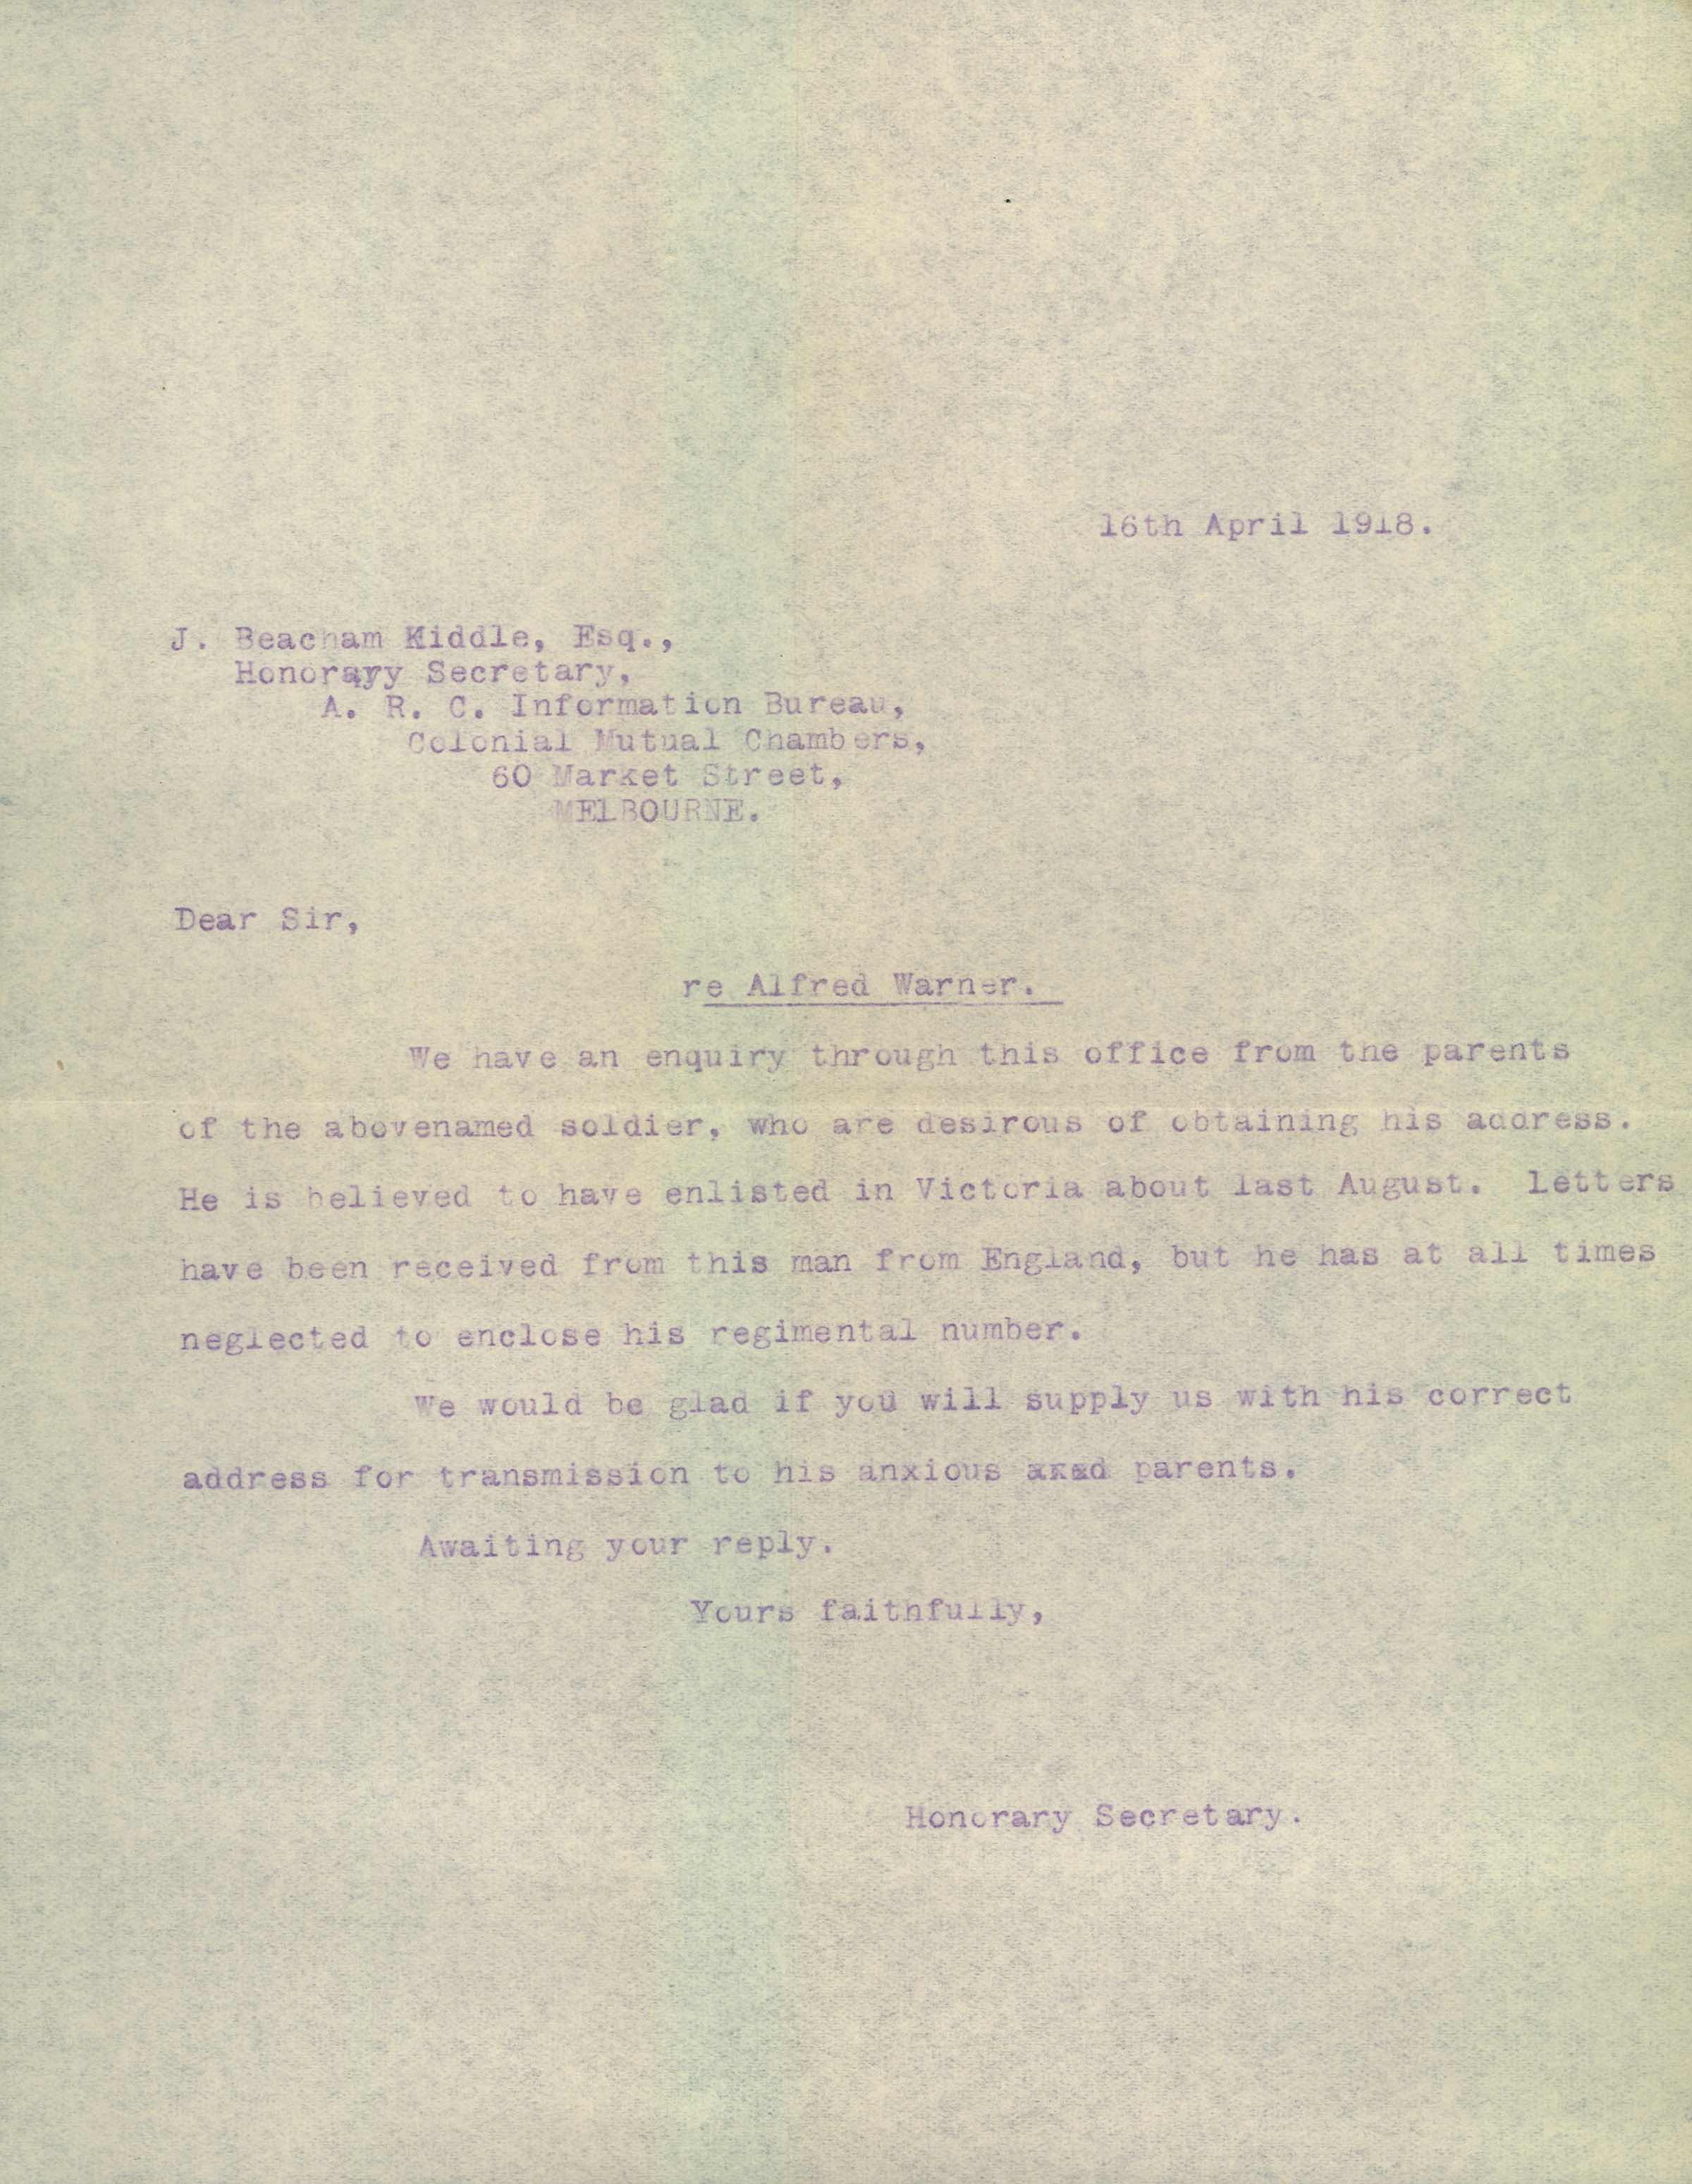 16th April 1918.
J. Beacham Kiddle, Esq.,
Honorary Secretary,
A. R. C. Information Bureau,
Colonial Mutual Chambers,
60 Market Street,
MELBOURNE.
Dear Sir,
re Alfred Warner.
We have an enquiry through this office from the parents
of the abovenamed soldier, who are desirous of obtaining his address.
He is believed to have enlisted in Victoria about last August. Letters
have been received from this man from England, but he has at all times
neglected to enclose his regimental number.
We would be glad if you will supply us with his correct
address for transmission to his anxious parents.
Awaiting your reply.
Yours faithfully,
Honorary Secretary.